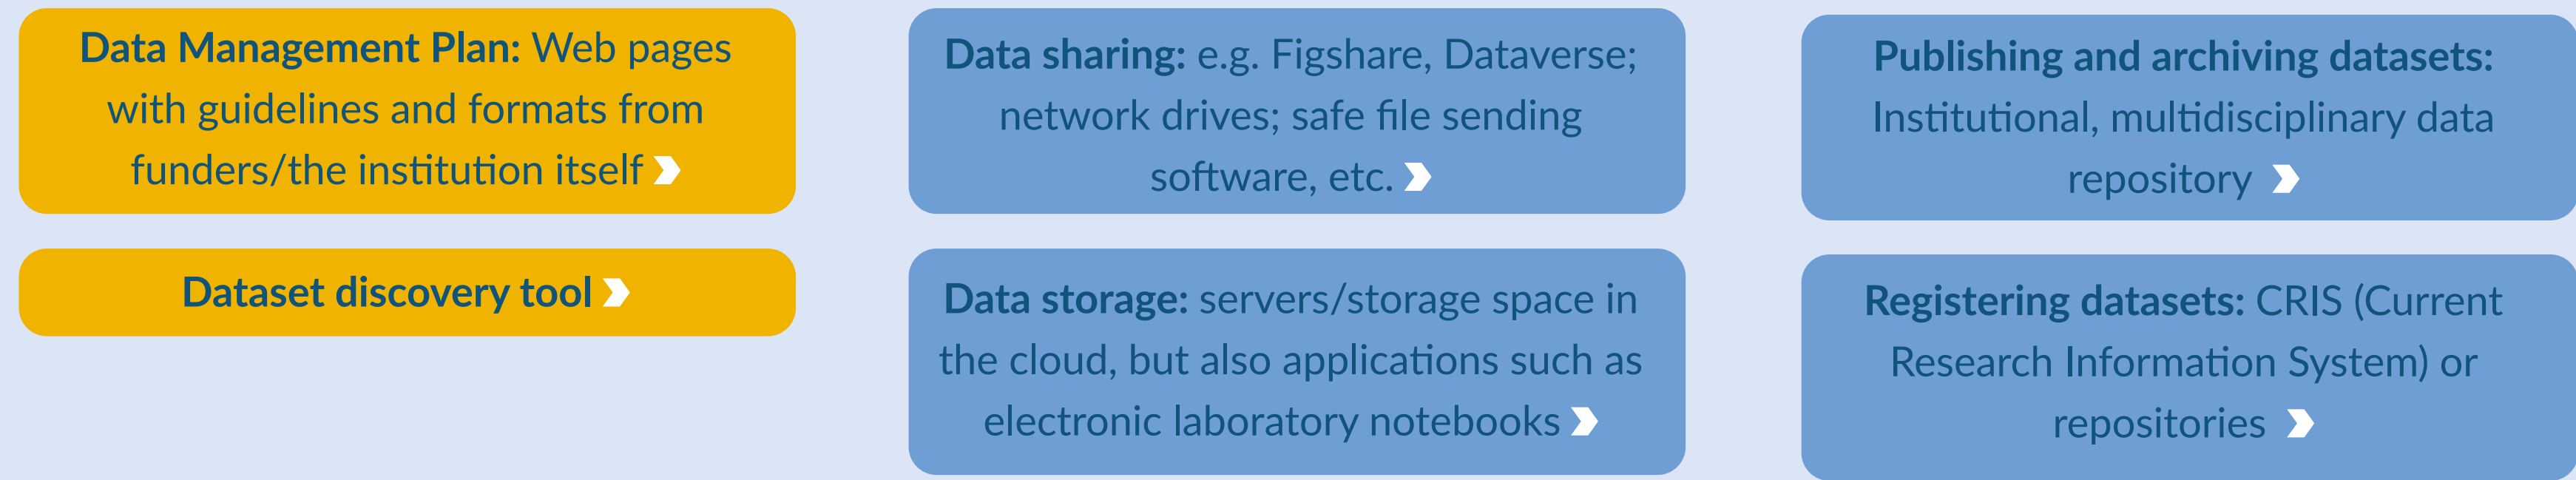 Data Management Plan: Web pages
with guidelines and formats from
funders/the institution itself
Dataset discovery tool
Data sharing: e.g. Figshare, Dataverse;
network drives; safe file sending
software, etc.
Data storage: servers/storage space in
the cloud, but also applications such as
electronic laboratory notebooks
Publishing and archiving datasets:
Institutional, multidisciplinary data
repository
Registering datasets: CRIS (Current
Research Information System) or
repositories